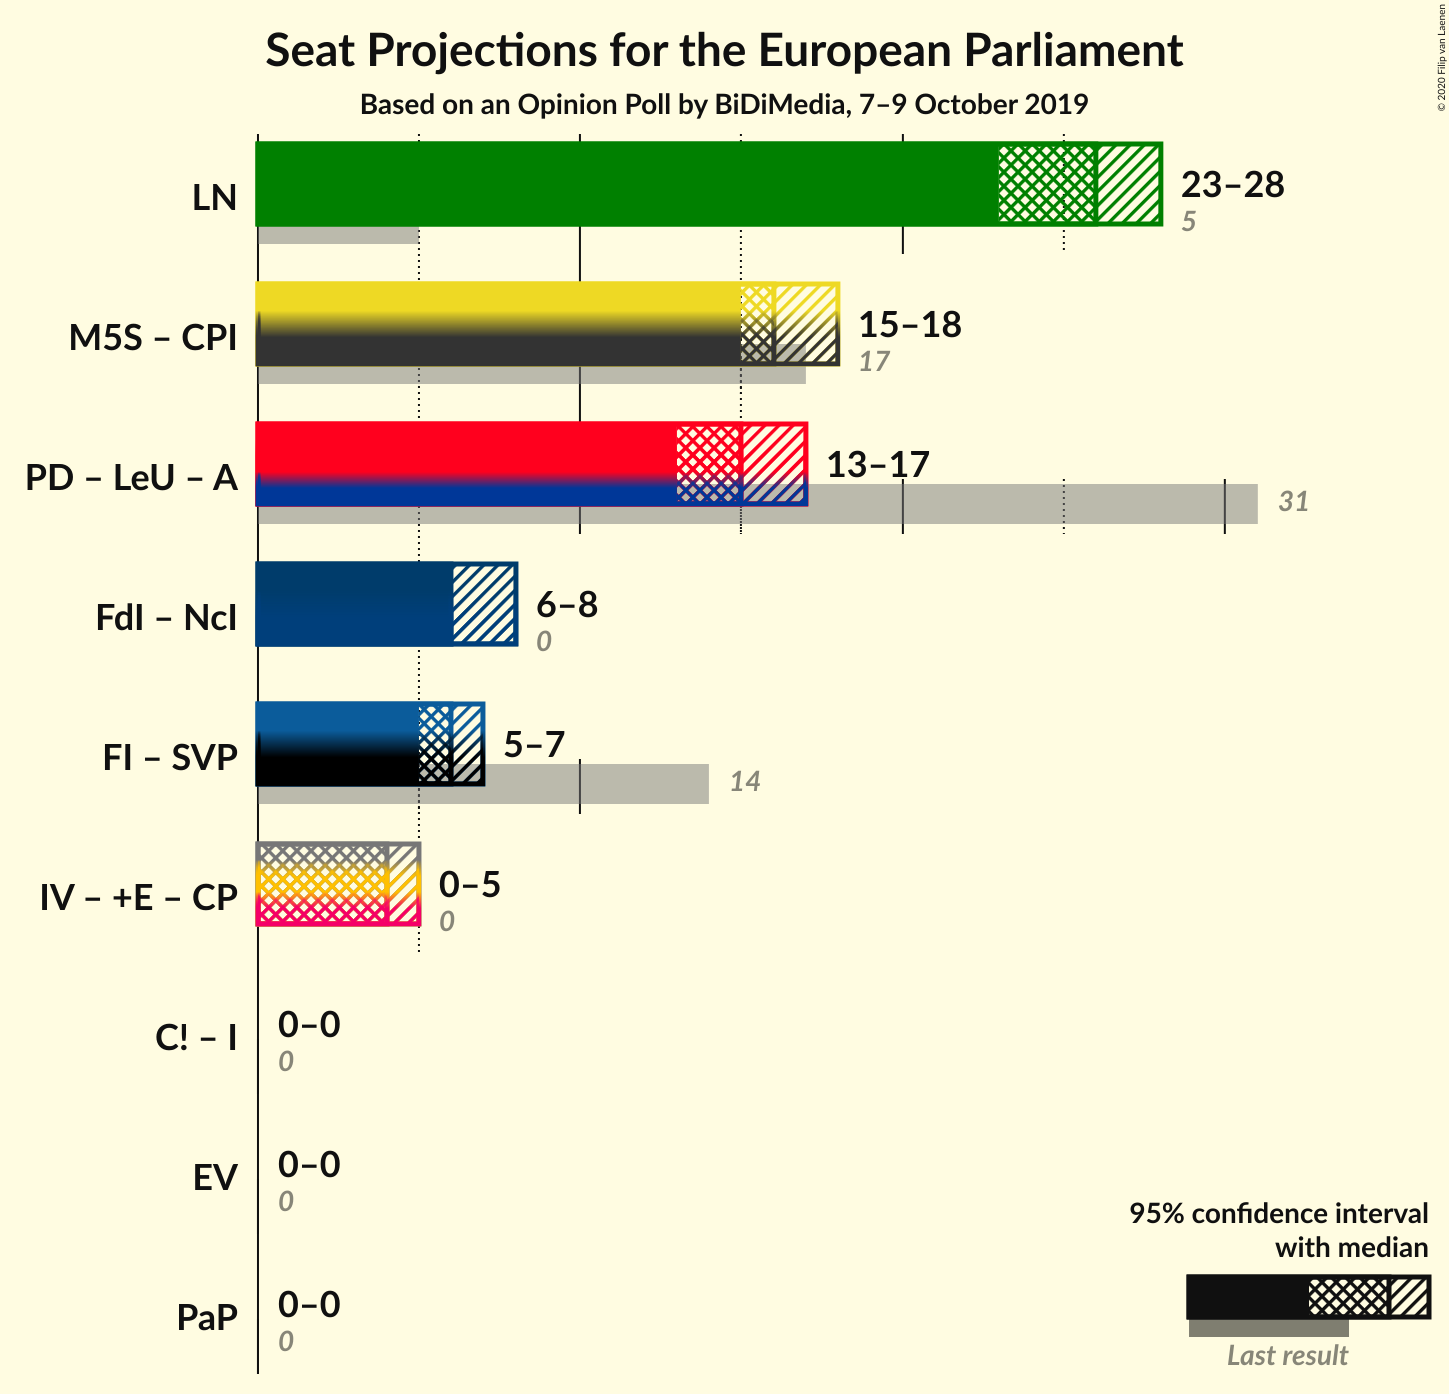 Seat Projections for the European Parliament
Based on an Opinion Poll by BiDiMedia, 7–9 October 2019
© 2020 Filip van Laenen
LN
23–28
5
M5S – CPI
15–18
17
PD – LeU – A
13–17
31
FdI – NcI
6–8
0
FI – SVP
5–7
14
IV – +E – CP
0–5
0
C! – I
0–0
0
EV
0–0
0
PaP
0–0
0
95% confidence interval
with median
Last result